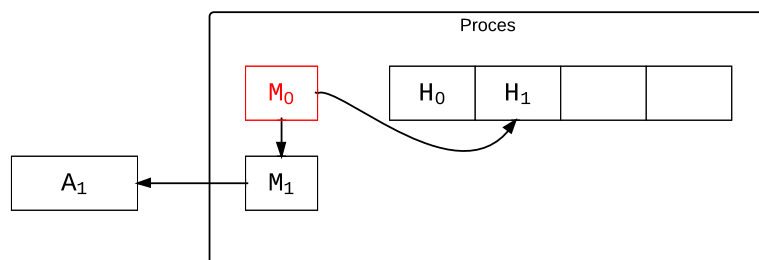 Proces
M₀ H₀ H₁
A₁ M₁